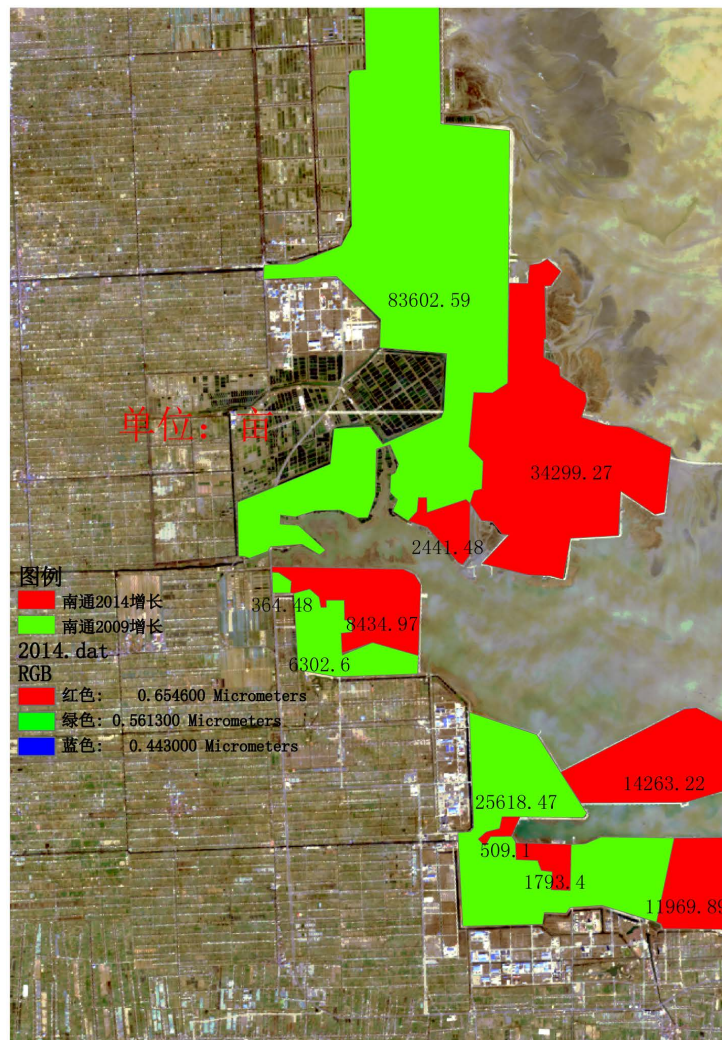 83602.59
单位：亩
34299.27
2441.48
图例
南通2014增长
364.48
8434.97
南通2009增长
2014.dat
6302.6
RGB
红色: 0.654600 Micrometers
绿色: 0.561300 Micrometers
蓝色: 0.443000 Micrometers
14263.22
25618.47
509.1
1793.4
11969.89